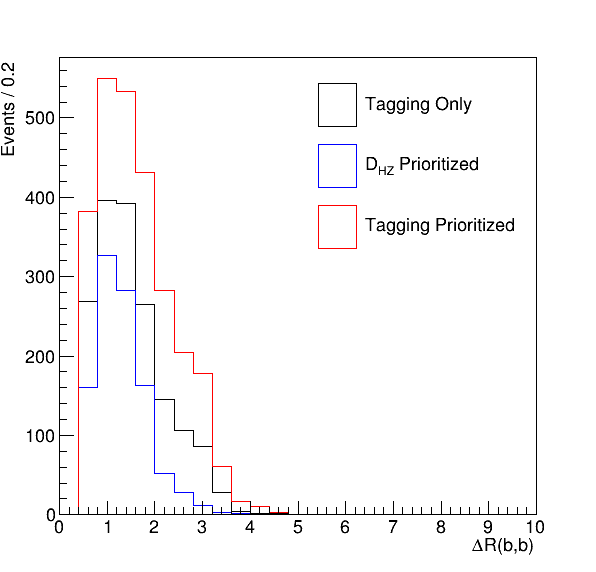 Events / 0.2
500
400
300
200
100
0
Tagging Only
D_HZ Prioritized
Tagging Prioritized
0 1 2 3 4 5 6 7 8 9 10
ΔR(b,b)